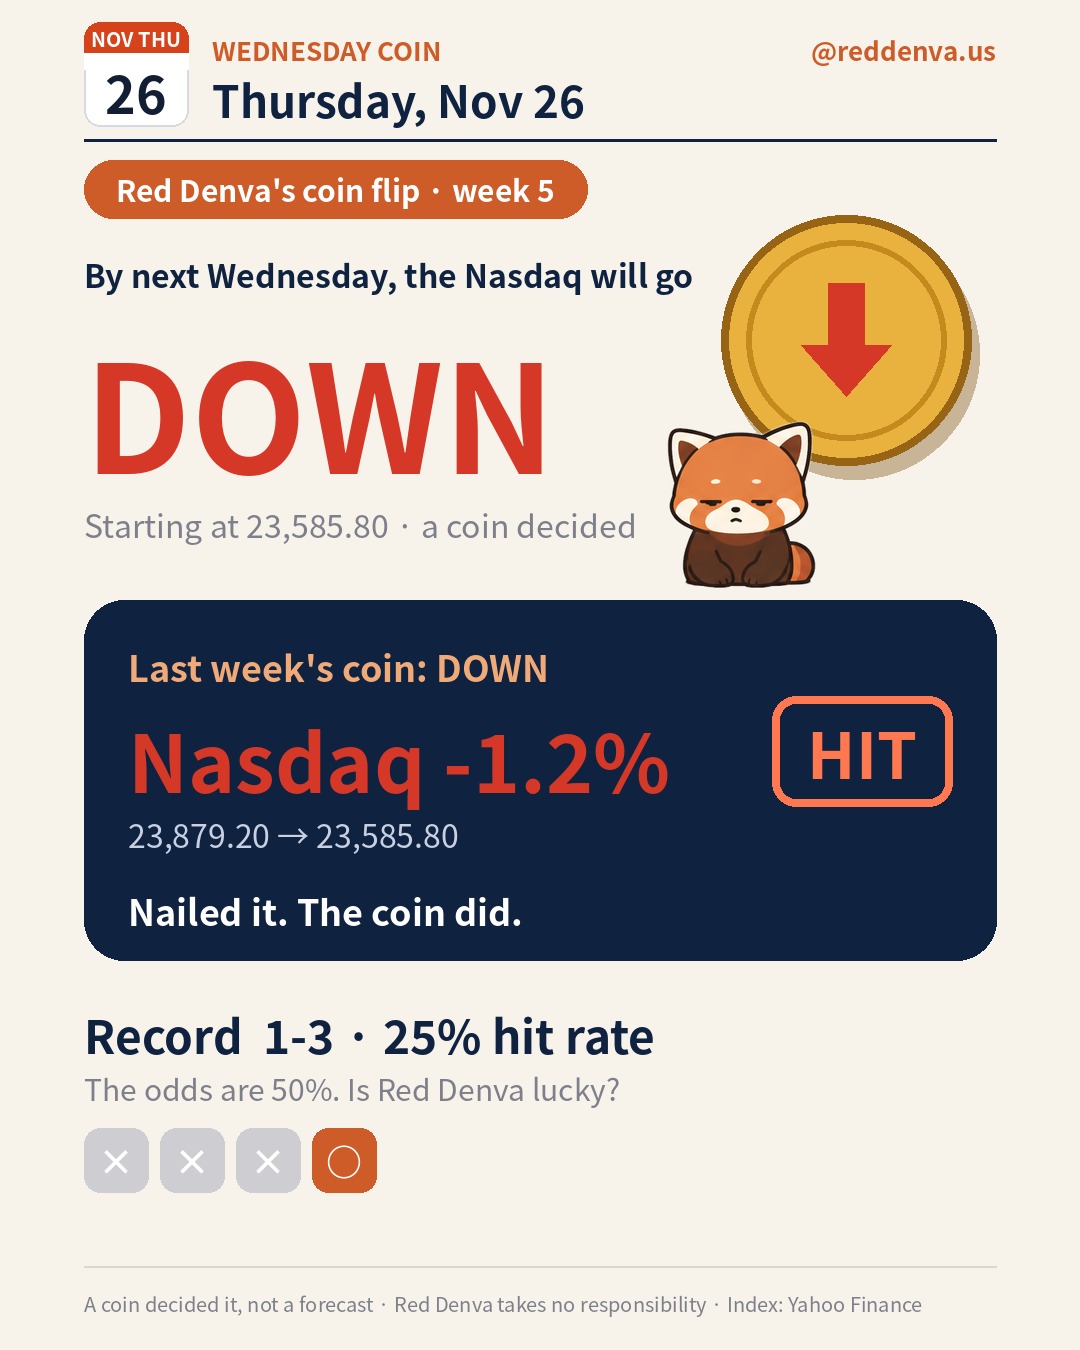 NOV THU
26
WEDNESDAY COIN
Thursday, Nov 26
@reddenva.us
Red Denva's coin flip · week 5
By next Wednesday, the Nasdaq will go
DOWN
Starting at 23,585.80 · a coin decided
Last week's coin: DOWN
Nasdaq -1.2%
HIT
23,879.20 → 23,585.80
Nailed it. The coin did.
Record 1-3 · 25% hit rate
The odds are 50%. Is Red Denva lucky?
× × × ○
A coin decided it, not a forecast · Red Denva takes no responsibility · Index: Yahoo Finance